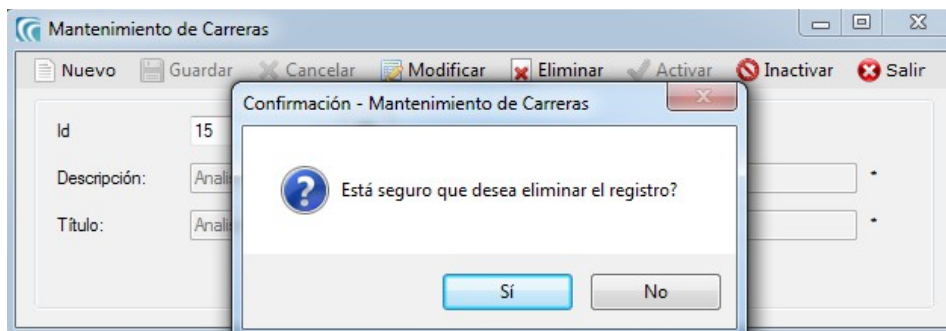 Mantenimiento de Carreras
Nuevo Guardar Cancelar Modificar Eliminar Activar Inactivar Salir
Confirmación - Mantenimiento de Carreras
Id 15
Descripción: *
Título: *
Está seguro que desea eliminar el registro?
Sí No